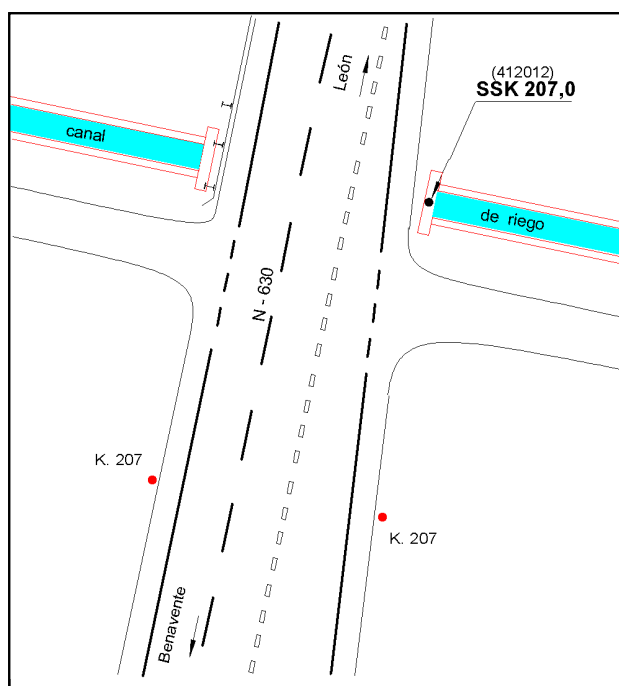 León
(412012)
SSK 207,0
canal
de riego
N - 630
K. 207
K. 207
Benavente